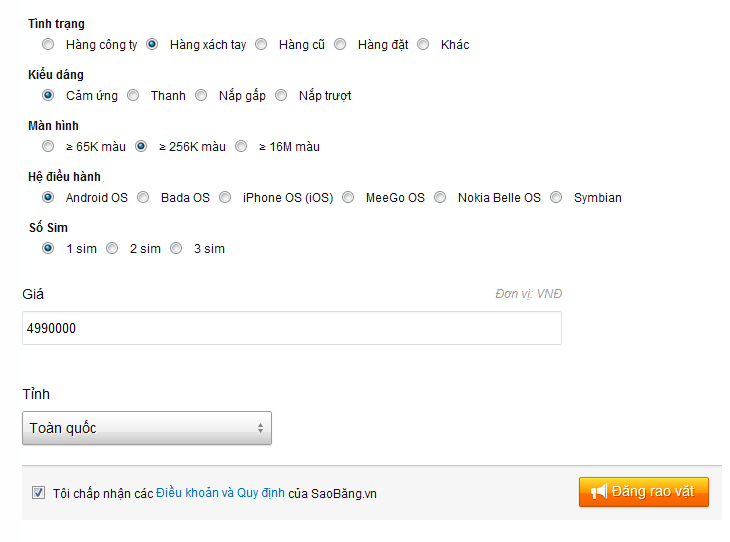 Tình trạng
Hàng công ty Hàng xách tay Hàng cũ Hàng đặt Khác
Kiểu dáng
Cảm ứng Thanh Nắp gấp Nắp trượt
Màn hình
≥ 65K màu ≥ 256K màu ≥ 16M màu
Hệ điều hành
Android OS Bada OS iPhone OS (iOS) MeeGo OS Nokia Belle OS Symbian
Số Sim
1 sim 2 sim 3 sim
Giá Đơn vị: VNĐ
4990000
Tỉnh
Toàn quốc
Tôi chấp nhận các Điều khoản và Quy định của SaoBăng.vn Đăng rao vặt